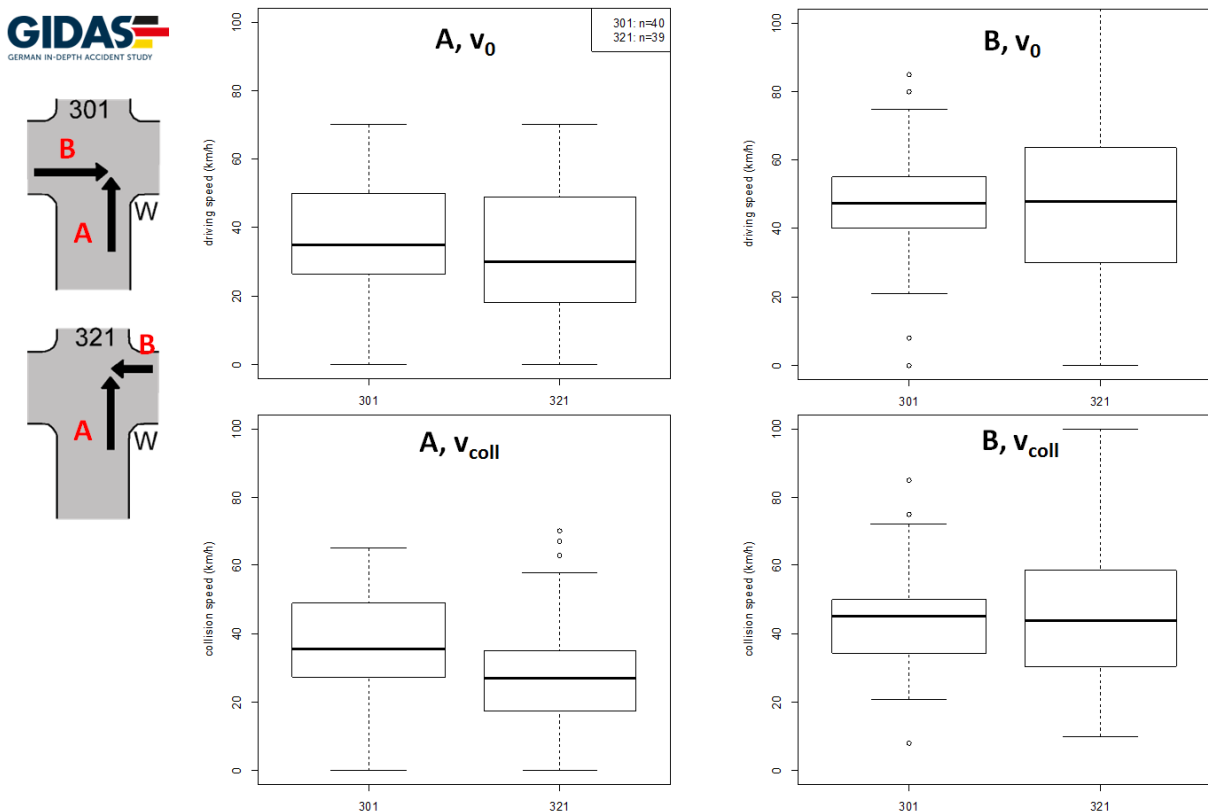 GIDAS
GERMAN IN-DEPTH ACCIDENT STUDY
301
B
A
W
321
B
A
W
A, v0
301: n=40
321: n=39
driving speed (km/h)
0
20
40
60
80
100
301
321
B, v0
driving speed (km/h)
0
20
40
60
80
100
301
321
A, vcoll
collision speed (km/h)
0
20
40
60
80
100
301
321
B, vcoll
collision speed (km/h)
0
20
40
60
80
100
301
321